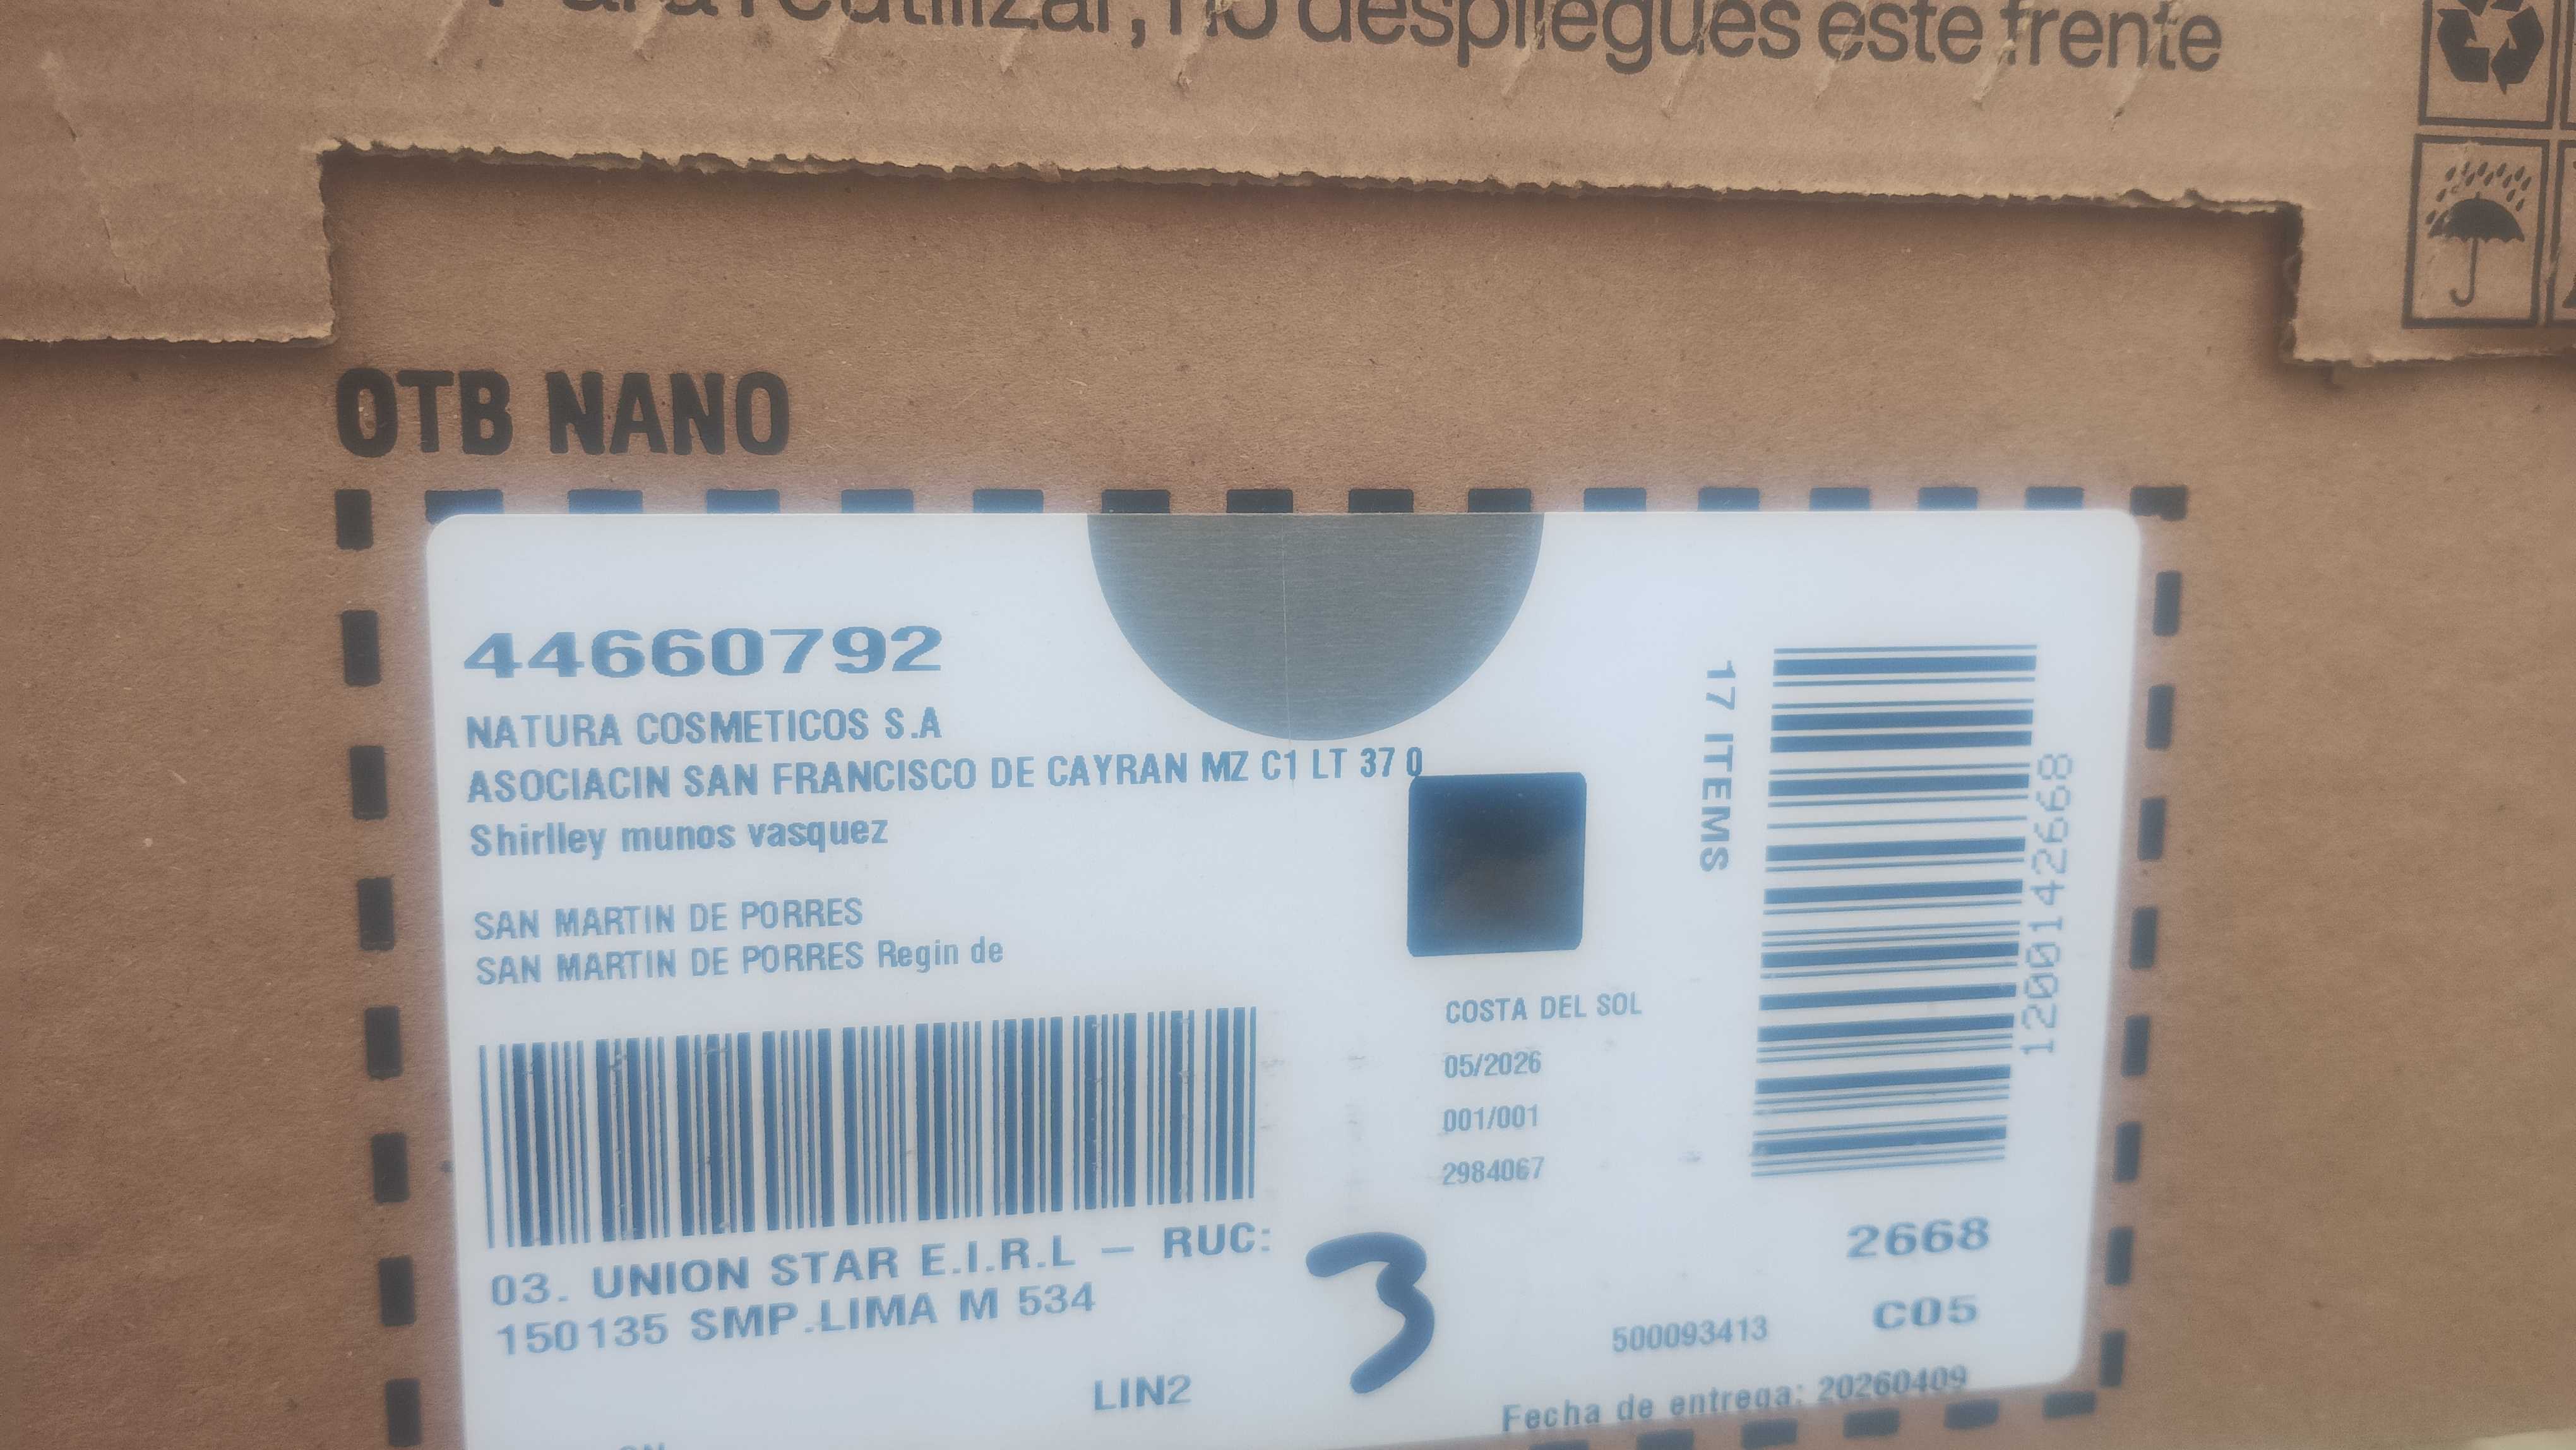 Para reutilizar, no despliegues este frente
OTB NANO
44660792
NATURA COSMETICOS S.A
ASOCIACIN SAN FRANCISCO DE CAYRAN MZ C1 LT 37 0
Shirlley munos vasquez
SAN MARTIN DE PORRES
SAN MARTIN DE PORRES Regin de
17 ITEMS
1200142668
COSTA DEL SOL
05/2026
001/001
2984067
03. UNION STAR E.I.R.L – RUC:
150135 SMP.LIMA M 534
3
2668
C05
500093413
LIN2
Fecha de entrega: 20260409